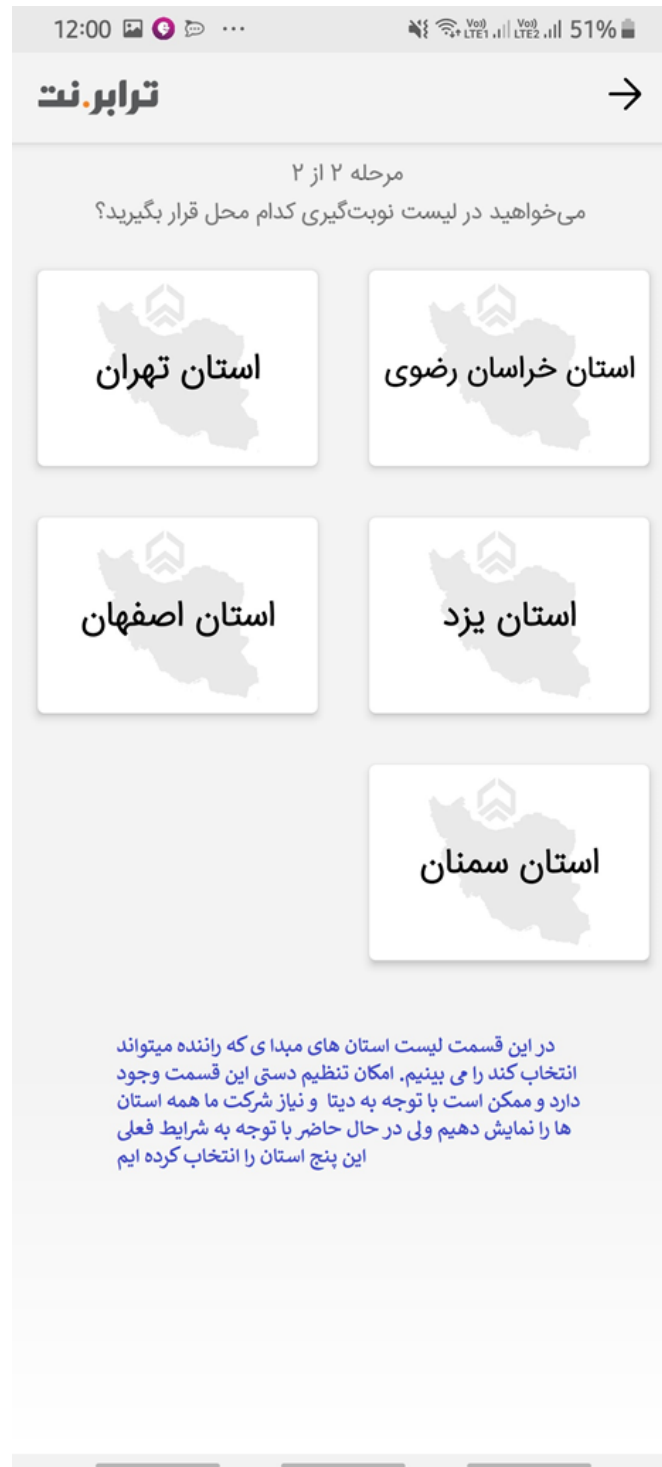 12:00 ... Vo)) LTE1 Vo)) LTE2 51%
ترابر.نت
مرحله ۲ از ۲
می‌خواهید در لیست نوبت‌گیری کدام محل قرار بگیرید؟
استان خراسان رضوی
استان تهران
استان یزد
استان اصفهان
استان سمنان
در این قسمت لیست استان های مبدا ی که راننده میتواند
انتخاب کند را می بینیم. امکان تنظیم دستی این قسمت وجود
دارد و ممکن است با توجه به دیتا و نیاز شرکت ما همه استان
ها را نمایش دهیم ولی در حال حاضر با توجه به شرایط فعلی
این پنج استان را انتخاب کرده ایم